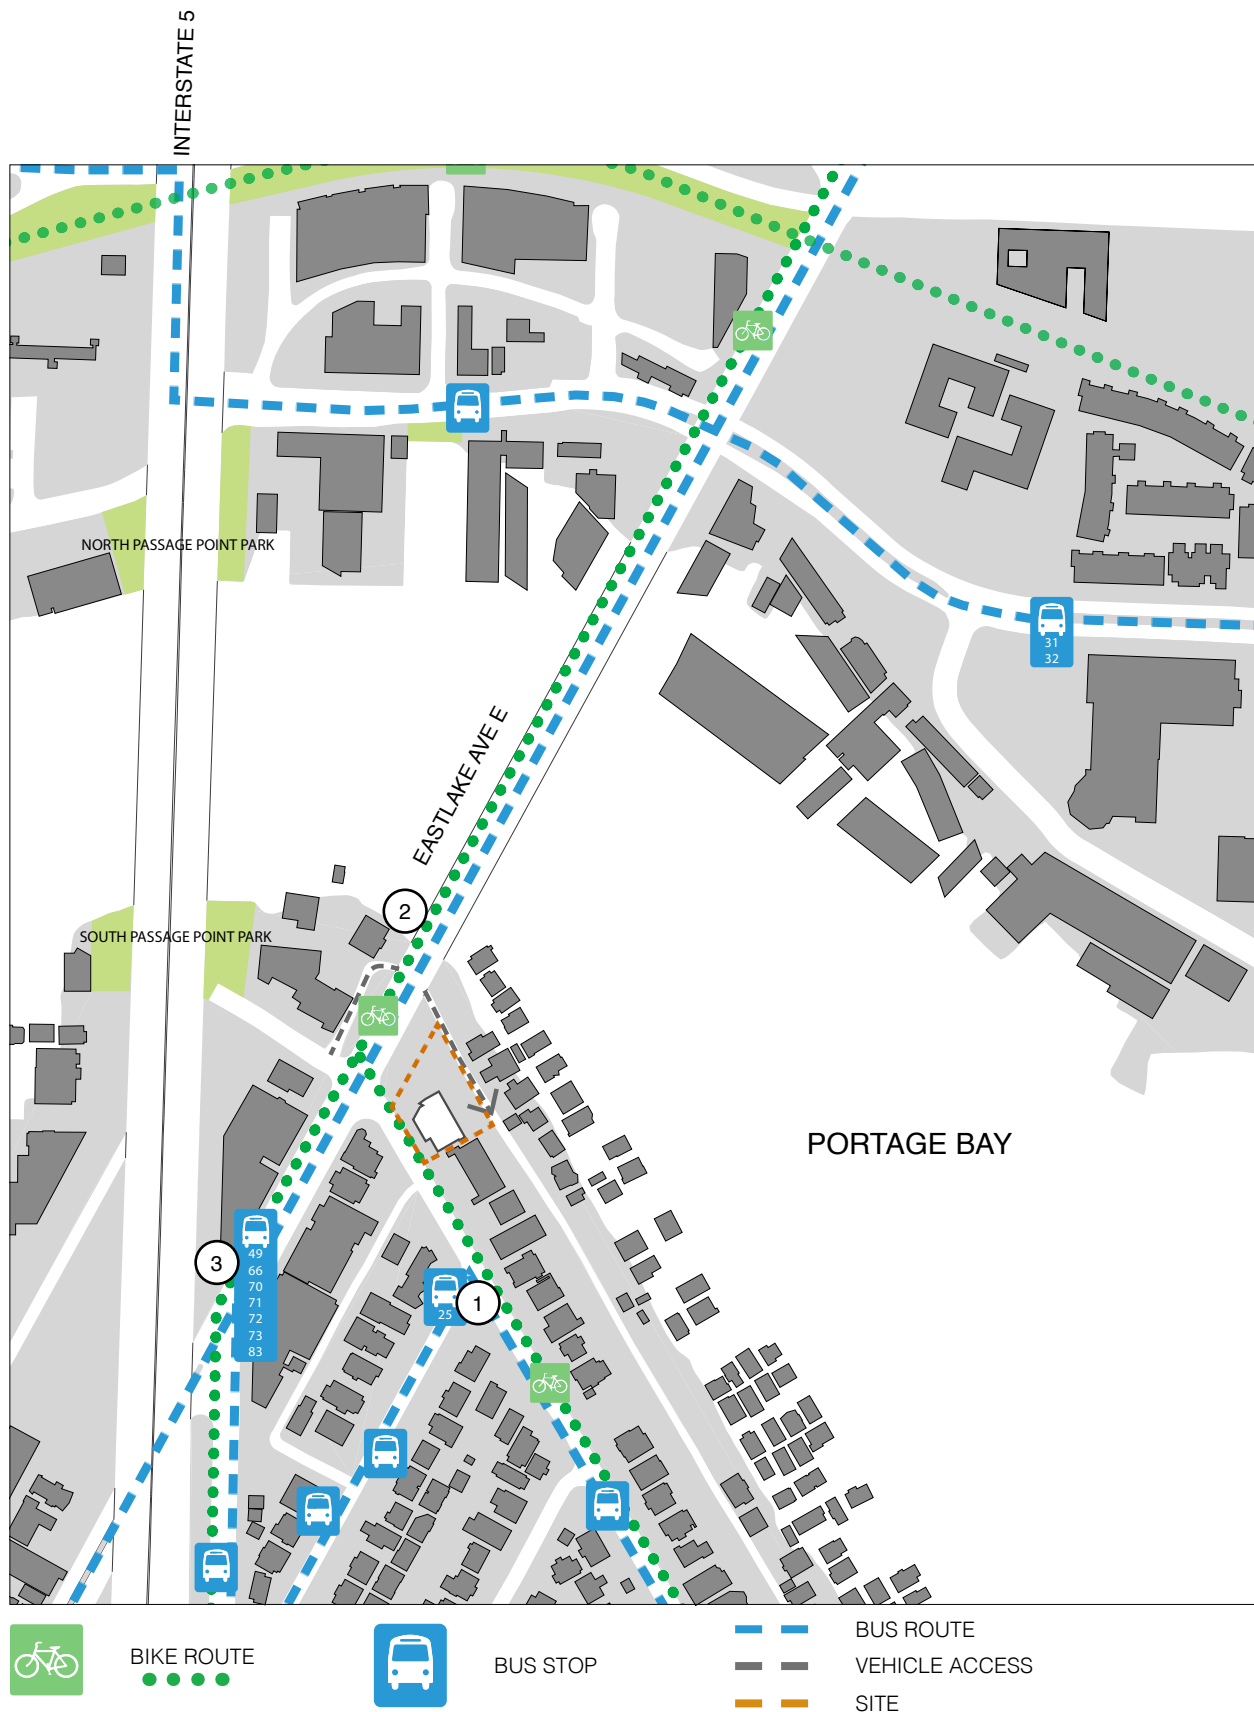 INTERSTATE 5
NORTH PASSAGE POINT PARK
31
32
EASTLAKE AVE E
2
SOUTH PASSAGE POINT PARK
PORTAGE BAY
3
49
66
70
71
72
73
83
25
1
BIKE ROUTE
BUS STOP
BUS ROUTE
VEHICLE ACCESS
SITE